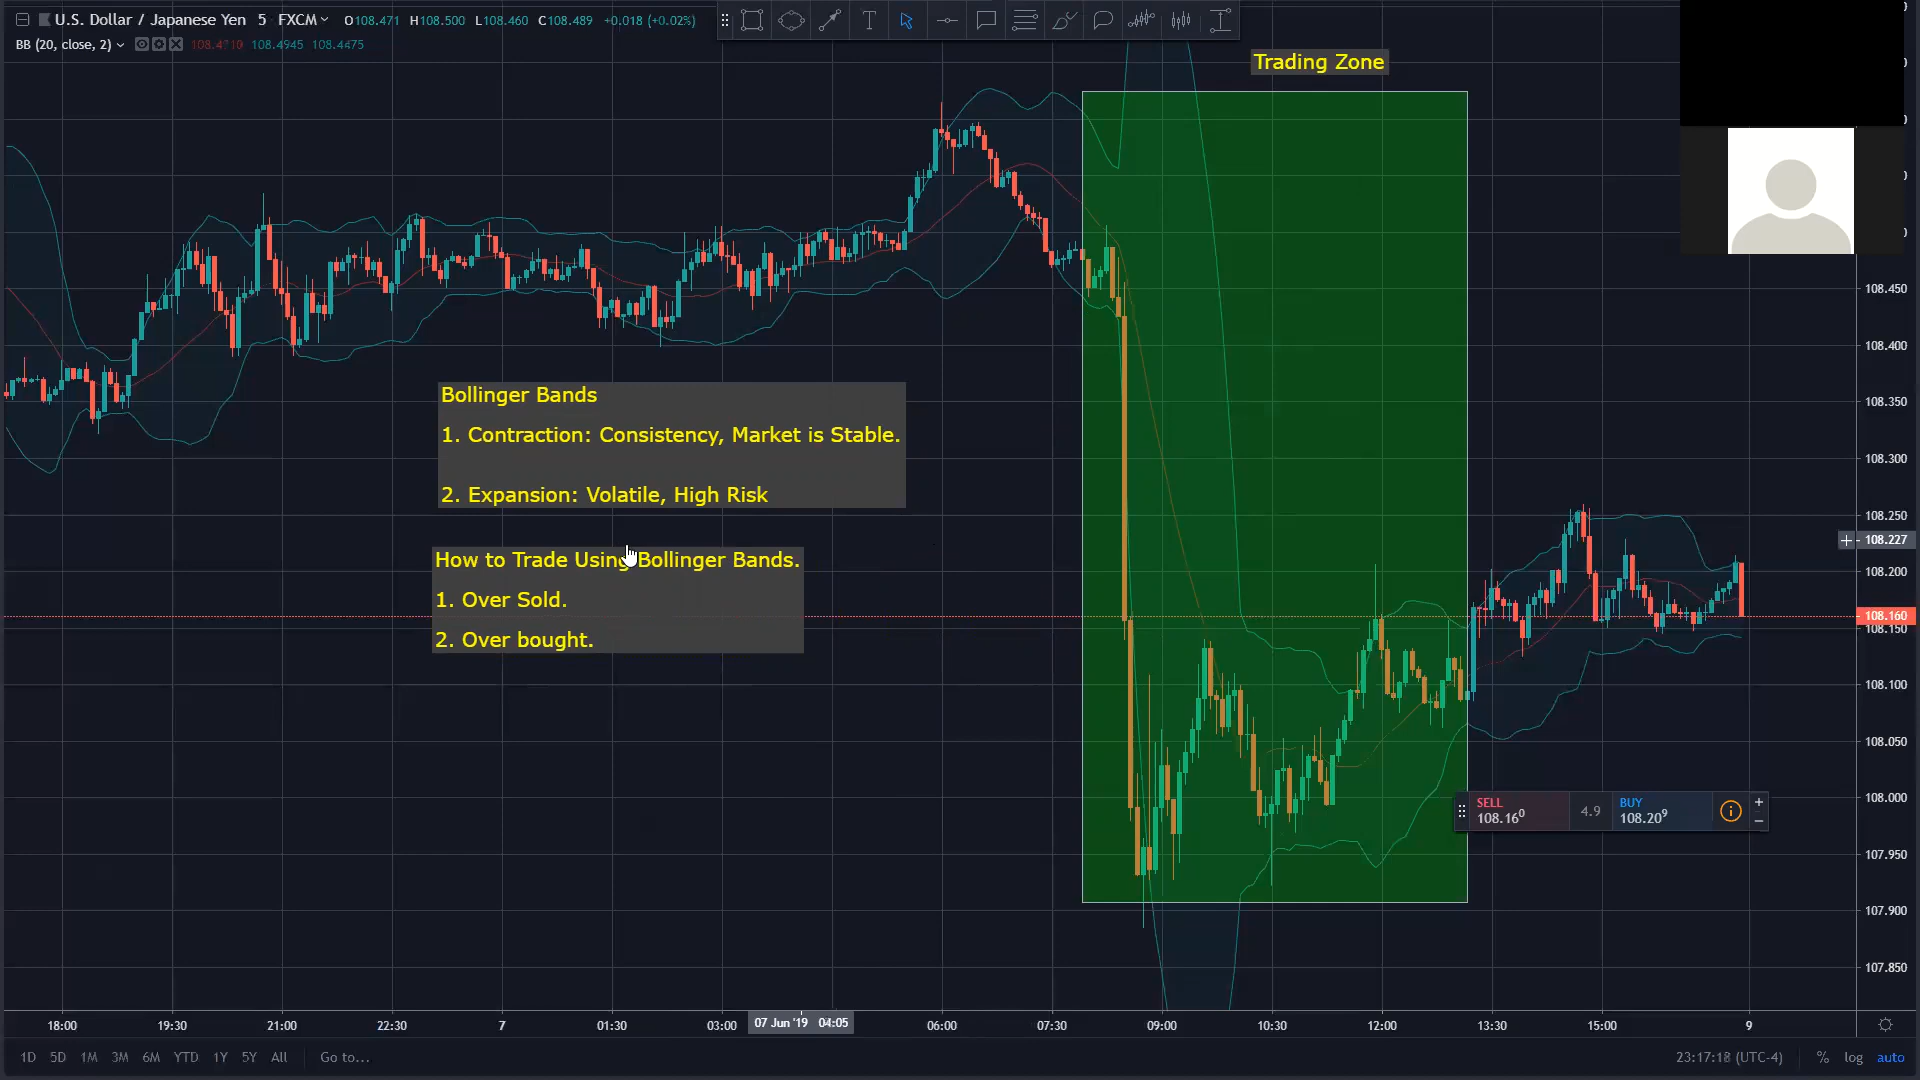 U.S. Dollar / Japanese Yen 5 FXCM O108.471 H108.500 L108.460 C108.489 +0.018 (+0.02%)
BB (20, close, 2) 108.4710 108.4945 108.4475
Trading Zone
Bollinger Bands
1. Contraction: Consistency, Market is Stable.
2. Expansion: Volatile, High Risk
How to Trade Using Bollinger Bands.
1. Over Sold.
2. Over bought.
108.450
108.400
108.350
108.300
108.250
108.227
108.200
108.160
108.150
108.100
108.050
108.000
107.950
107.900
107.850
SELL
108.160
4.9
BUY
108.209
18:00 19:30 21:00 22:30 7 01:30 03:00 07 Jun '19 04:05 06:00 07:30 09:00 10:30 12:00 13:30 15:00 9
1D 5D 1M 3M 6M YTD 1Y 5Y All Go to... 23:17:18 (UTC-4) % log auto